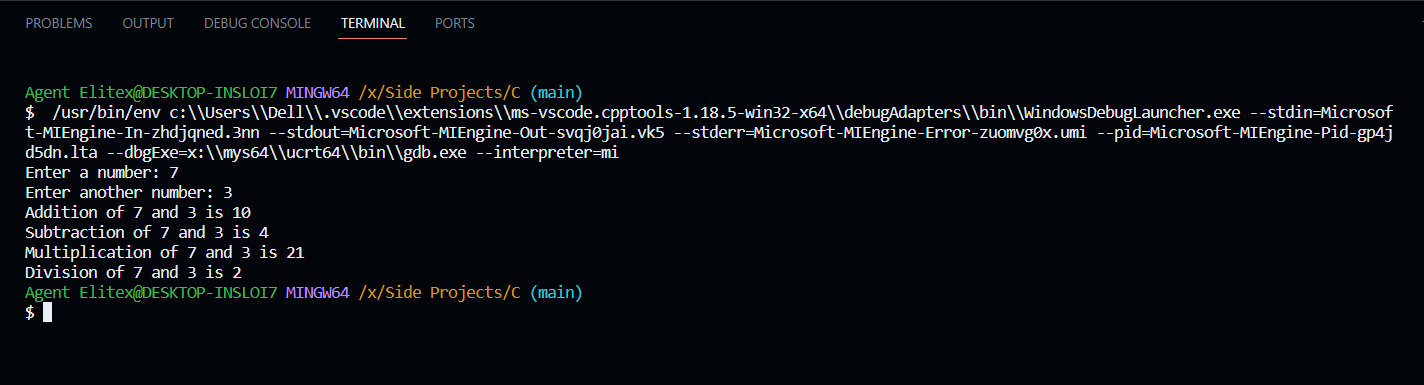 PROBLEMS OUTPUT DEBUG CONSOLE TERMINAL PORTS
Agent Elitex@DESKTOP-INSLOI7 MINGW64 /x/Side Projects/C (main)
$  /usr/bin/env c:\\Users\\Dell\\.vscode\\extensions\\ms-vscode.cpptools-1.18.5-win32-x64\\debugAdapters\\bin\\WindowsDebugLauncher.exe --stdin=Microsof
t-MIEngine-In-zhdjqned.3nn --stdout=Microsoft-MIEngine-Out-svqj0jai.vk5 --stderr=Microsoft-MIEngine-Error-zuomvg0x.umi --pid=Microsoft-MIEngine-Pid-gp4j
d5dn.lta --dbgExe=x:\\mys64\\ucrt64\\bin\\gdb.exe --interpreter=mi
Enter a number: 7
Enter another number: 3
Addition of 7 and 3 is 10
Subtraction of 7 and 3 is 4
Multiplication of 7 and 3 is 21
Division of 7 and 3 is 2
Agent Elitex@DESKTOP-INSLOI7 MINGW64 /x/Side Projects/C (main)
$